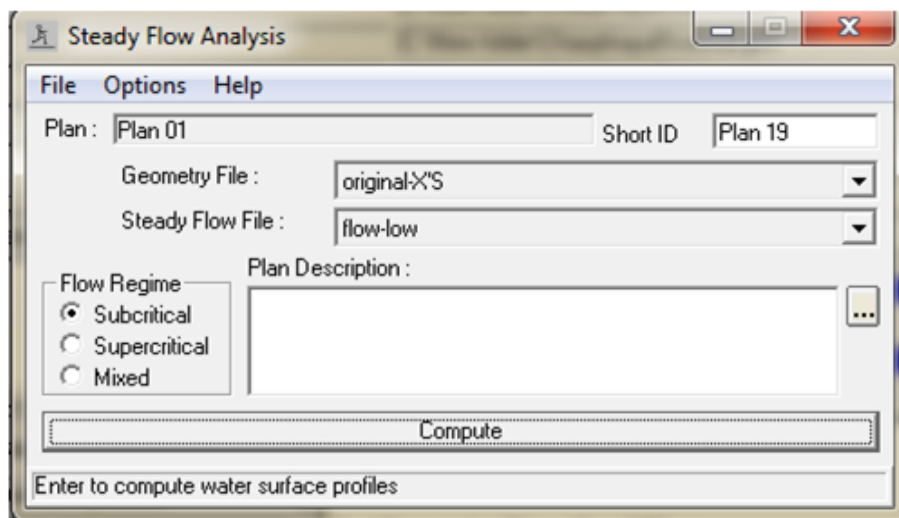 Steady Flow Analysis
File Options Help
Plan : Plan 01 Short ID Plan 19
Geometry File : original-X'S
Steady Flow File : flow-low
Plan Description :
Flow Regime
Subcritical
Supercritical
Mixed
...
Compute
Enter to compute water surface profiles